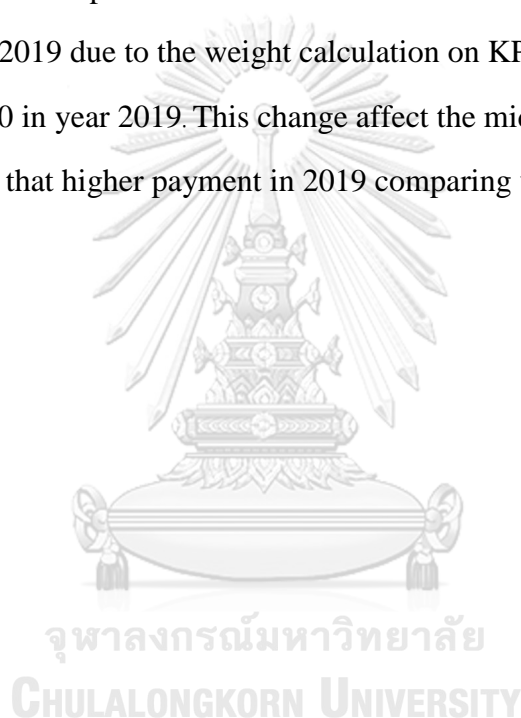 2019 due to the weight calculation on KP
0 in year 2019. This change affect the mid
that higher payment in 2019 comparing
จุฬาลงกรณ์มหาวิทยาลัย
CHULALONGKORN UNIVERSITY